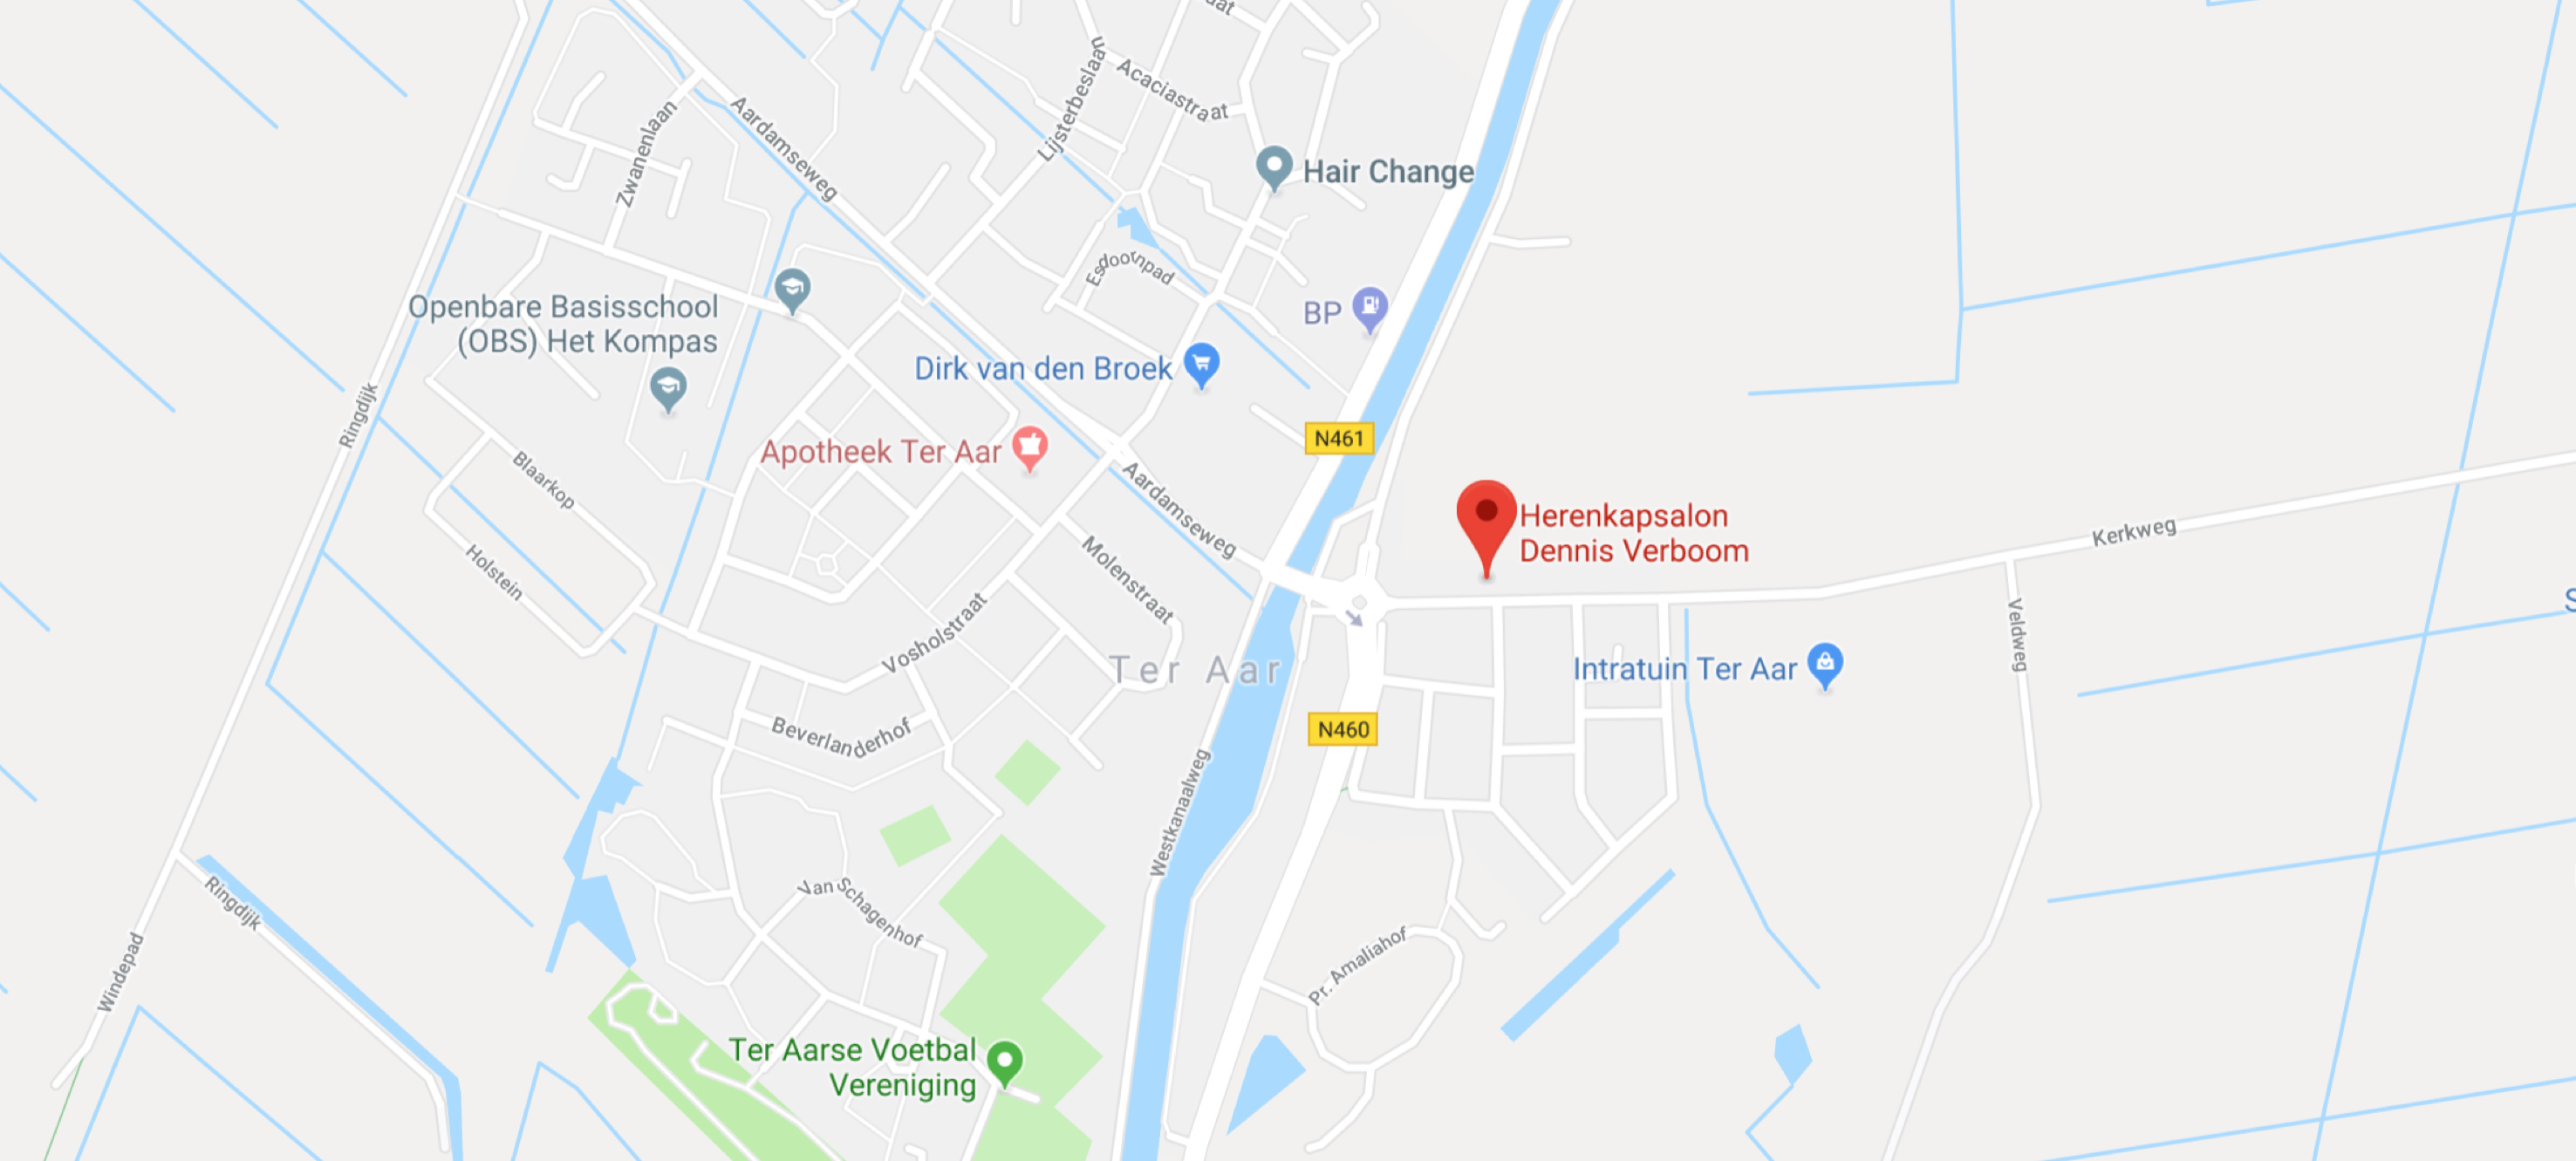 Acaciastraat
Lijsterbeslaan
Aardamseweg
Zwanenlaan
Hair Change
Esdoornpad
Openbare Basisschool
(OBS) Het Kompas
BP
Dirk van den Broek
Ringdijk
N461
Apotheek Ter Aar
Blaarkop
Aardamseweg
Herenkapsalon
Dennis Verboom
Kerkweg
Holstein
Molenstraat
Vosholstraat
Veldweg
Ter Aar
Intratuin Ter Aar
N460
Beverlanderhof
Westkanaalweg
Ringdijk
Van Schagenhof
Windepad
Pr. Amaliahof
Ter Aarse Voetbal
Vereniging